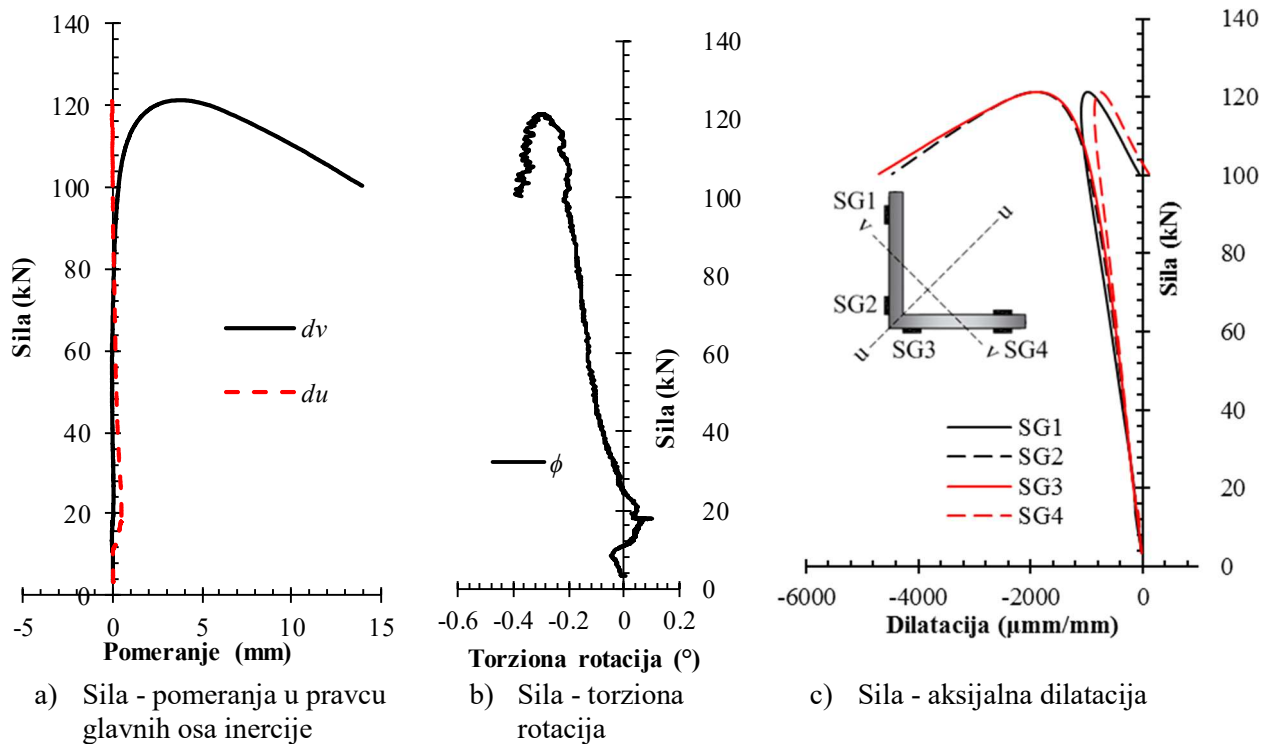 140
120
100
80
60
40
20
0
Sila (kN)
dv
du
-5
0
5
10
15
Pomeranje (mm)
a) Sila - pomeranja u pravcu
glavnih osa inercije
140
120
100
80
60
40
20
0
Sila (kN)
ϕ
-0.6
-0.4
-0.2
0
0.2
Torziona rotacija (°)
b) Sila - torziona
rotacija
140
120
100
80
60
40
20
0
Sila (kN)
SG1
v
u
SG2
u
SG3
v
SG4
SG1
SG2
SG3
SG4
-6000
-4000
-2000
0
Dilatacija (μmm/mm)
c) Sila - aksijalna dilatacija